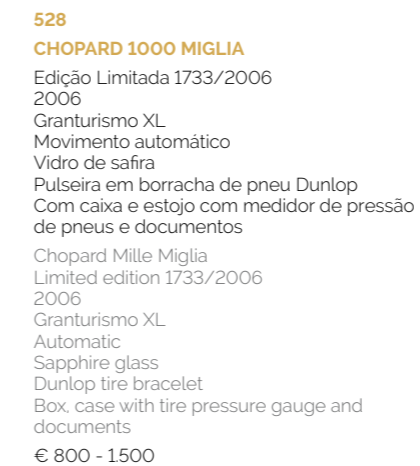 528
CHOPARD 1000 MIGLIA
Edição Limitada 1733/2006
2006
Granturismo XL
Movimento automático
Vidro de safira
Pulseira em borracha de pneu Dunlop
Com caixa e estojo com medidor de pressão
de pneus e documentos
Chopard Mille Miglia
Limited edition 1733/2006
2006
Granturismo XL
Automatic
Sapphire glass
Dunlop tire bracelet
Box, case with tire pressure gauge and
documents
€ 800 - 1.500